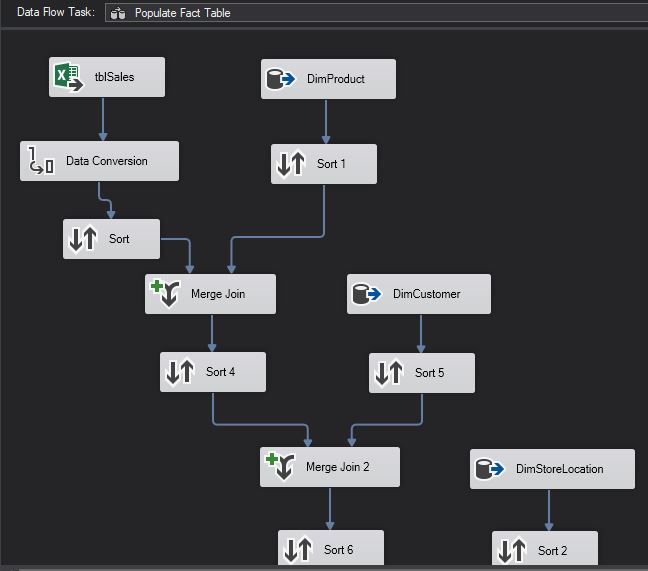 Data Flow Task: Populate Fact Table
tblSales
DimProduct
Data Conversion
Sort 1
Sort
Merge Join
DimCustomer
Sort 4
Sort 5
Merge Join 2
DimStoreLocation
Sort 6
Sort 2